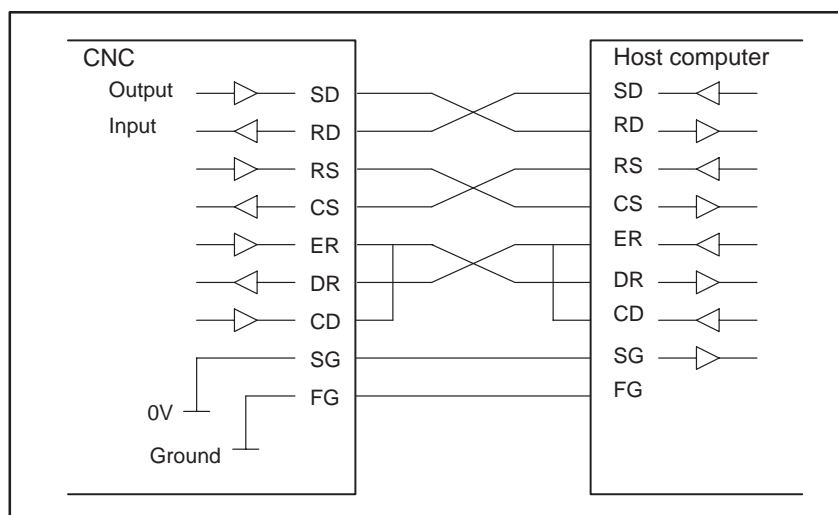 CNC
Output
Input
SD
RD
RS
CS
ER
DR
CD
SG
FG
0V
Ground
Host computer
SD
RD
RS
CS
ER
DR
CD
SG
FG